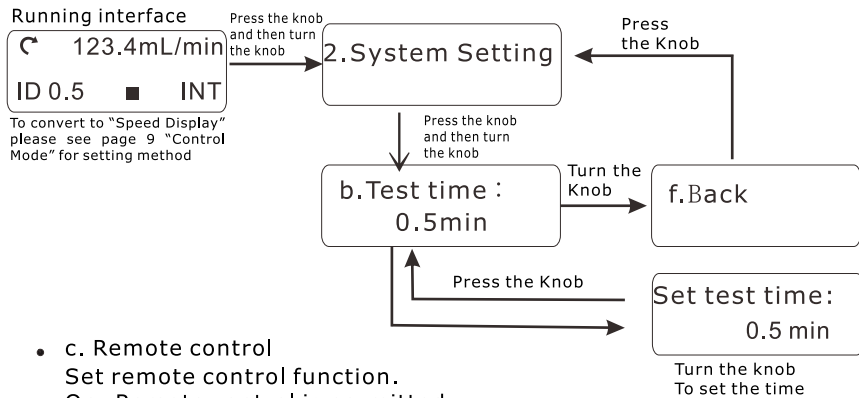 Running interface
123.4mL/min
ID 0.5 ■ INT
To convert to "Speed Display"
please see page 9 "Control
Mode" for setting method
Press the knob
and then turn
the knob
2.System Setting
Press
the Knob
Press the knob
and then turn
the knob
b.Test time:
0.5min
Turn the
Knob
f.Back
Press the Knob
Set test time:
0.5 min
Turn the knob
To set the time
• c. Remote control
Set remote control function.